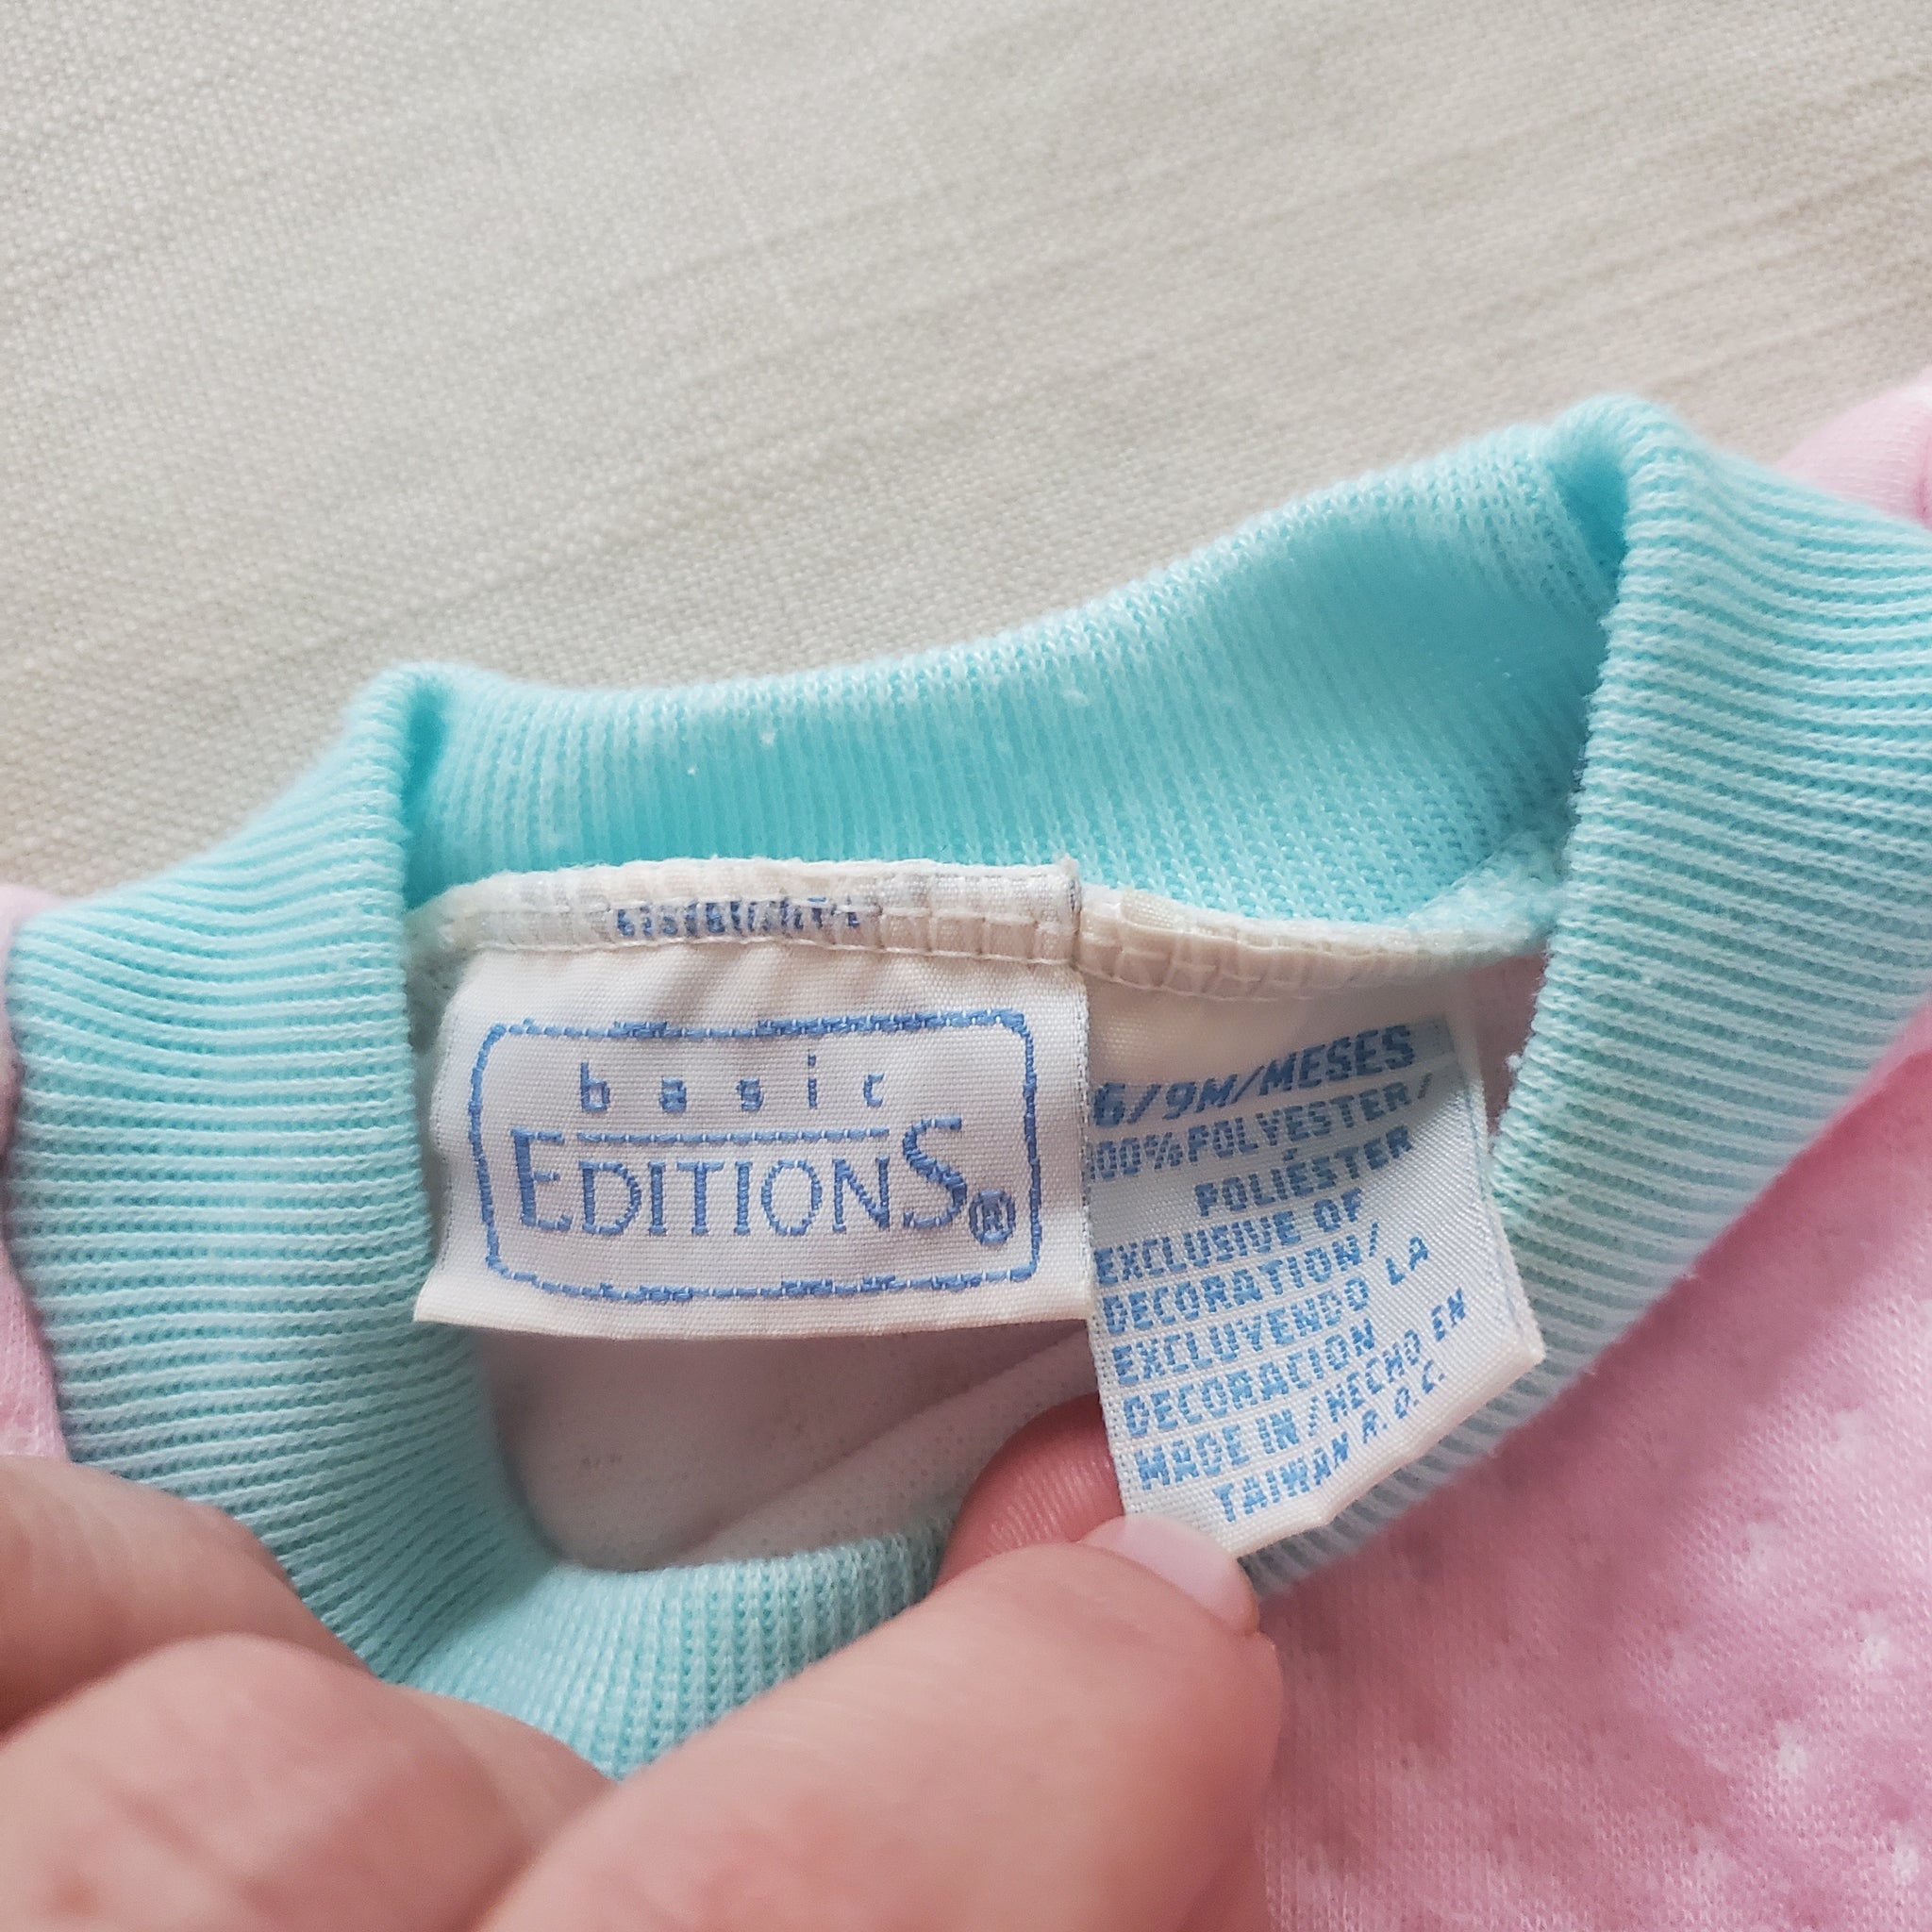 basic
EDITIONS®
6/9M/MESES
100%POLYESTER/
POLIÉSTER
EXCLUSIVE OF
DECORATION/
EXCLUYENDO LA
DECORACION
MADE IN/HECHO EN
TAIWAN R.O.C.